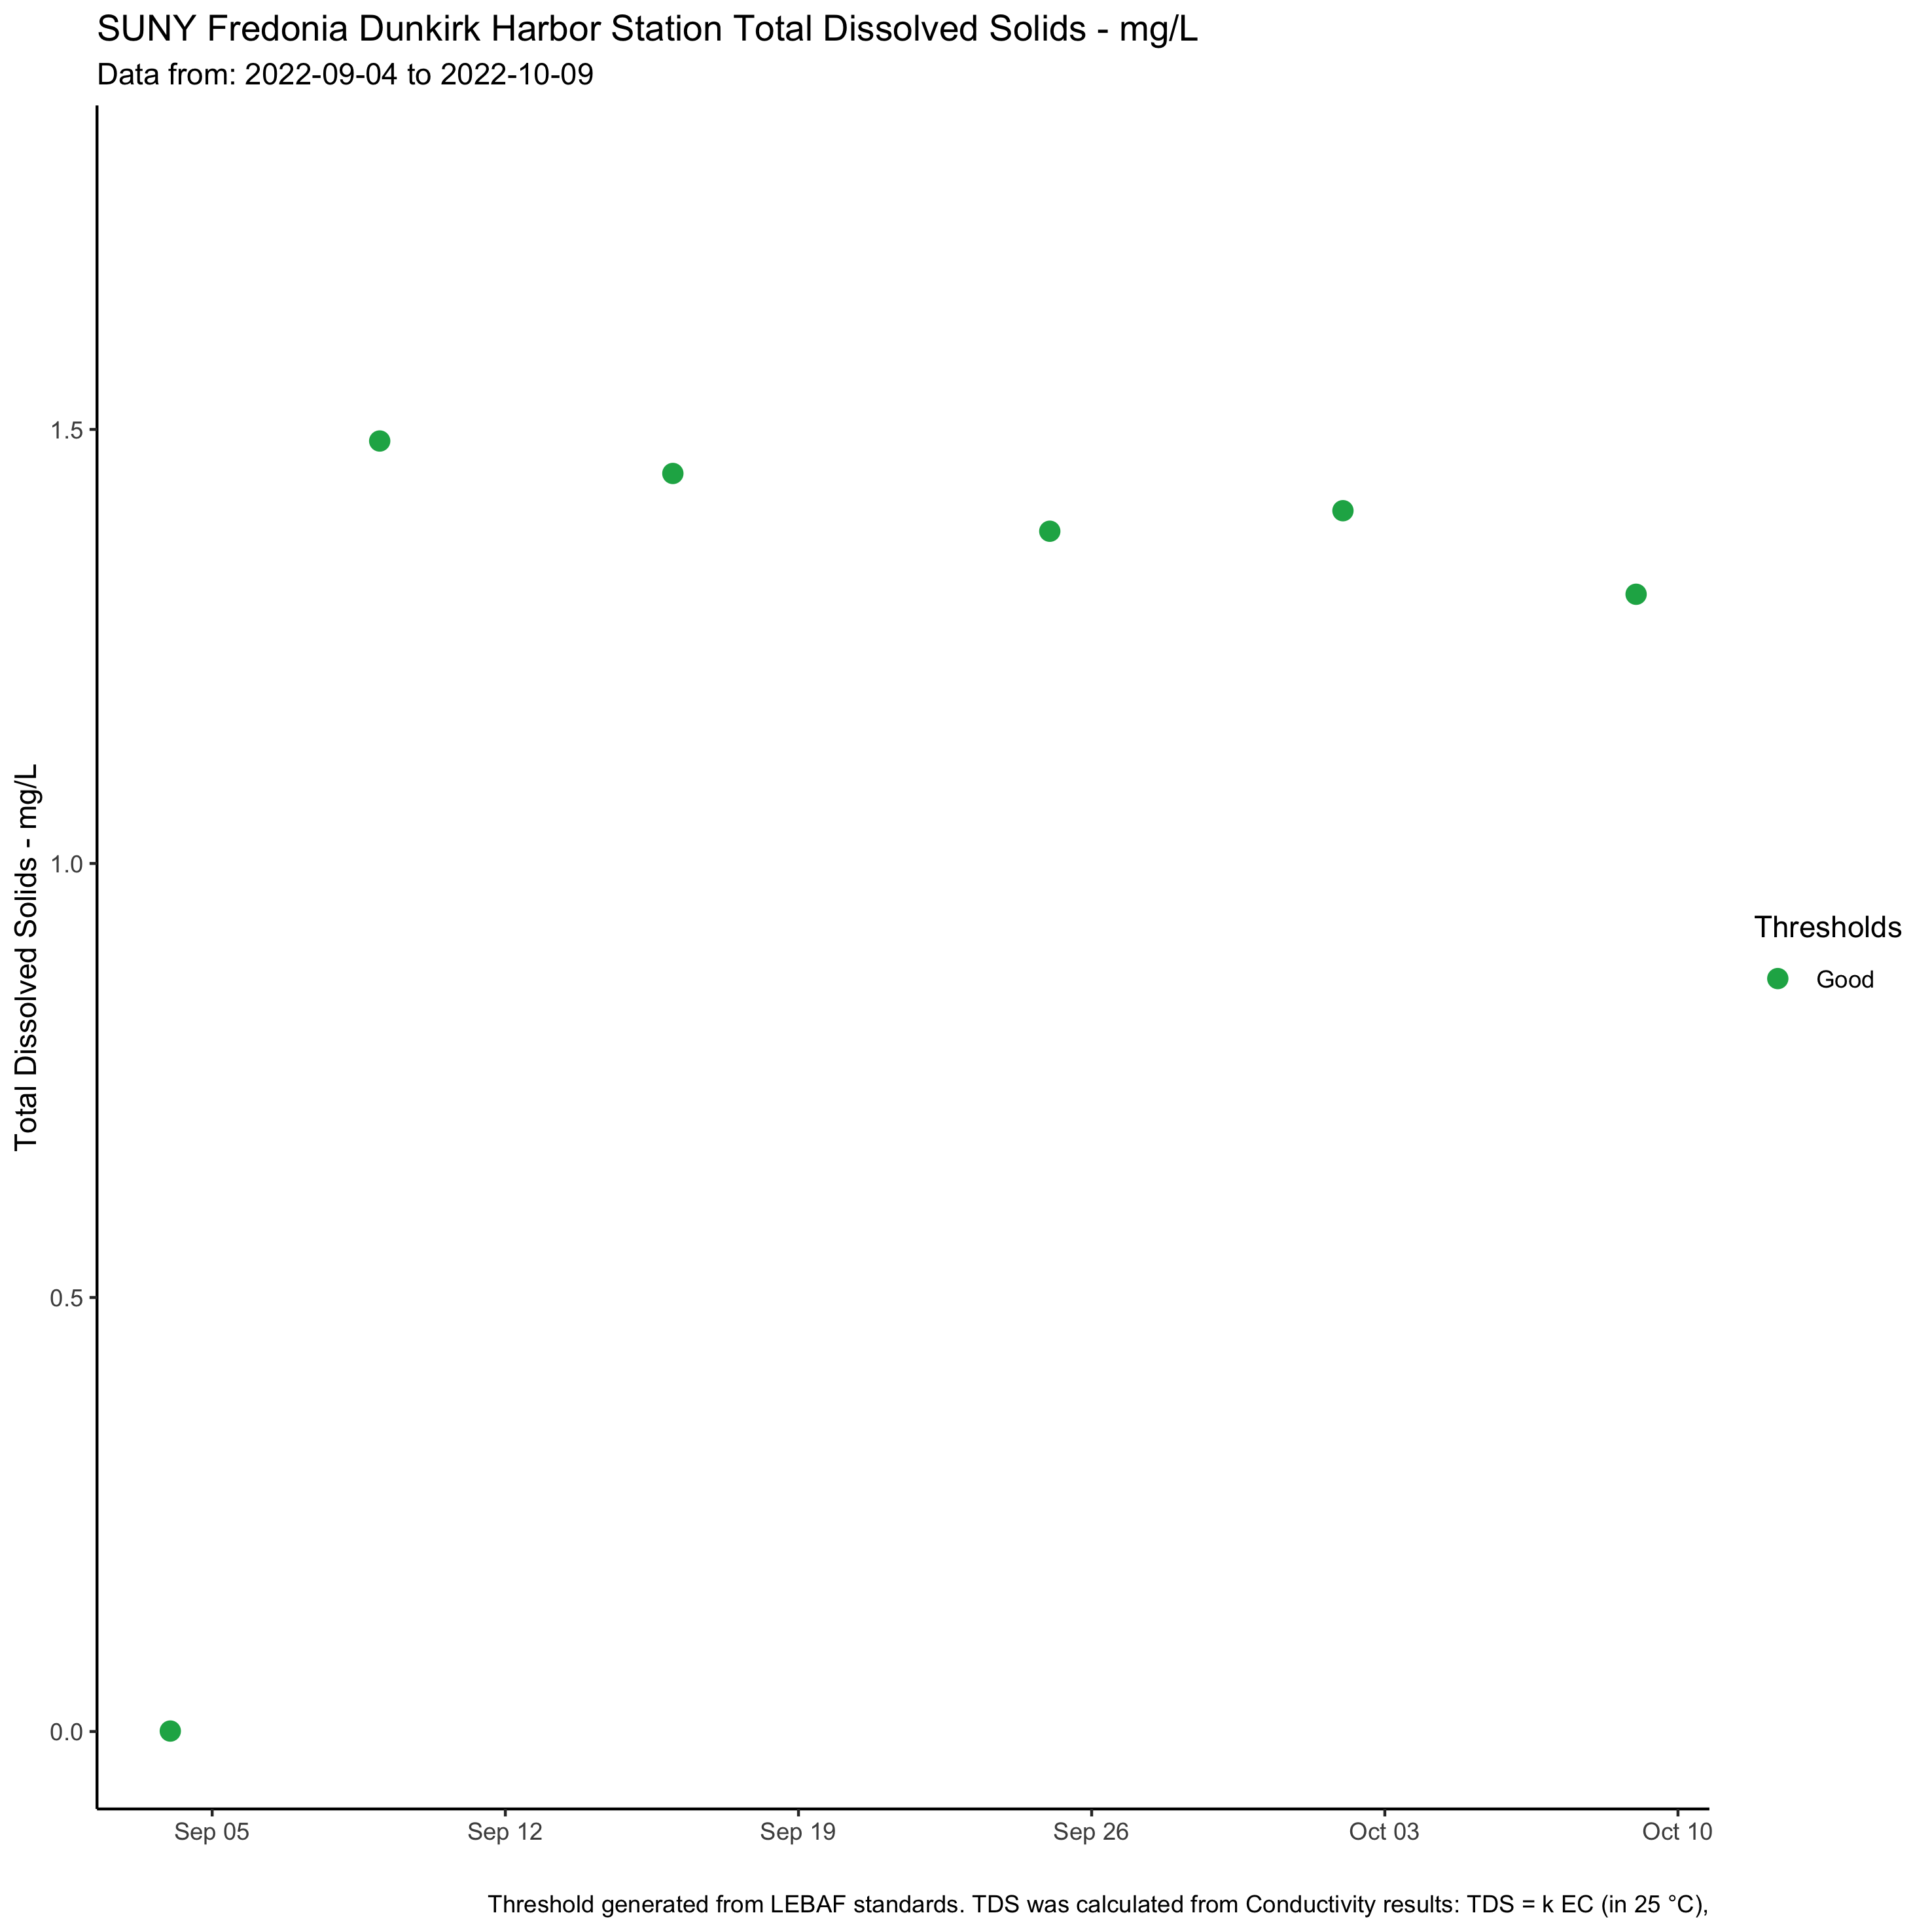 SUNY Fredonia Dunkirk Harbor Station Total Dissolved Solids - mg/L
Data from: 2022-09-04 to 2022-10-09
Total Dissolved Solids - mg/L
1.5
1.0
0.5
0.0
Sep 05
Sep 12
Sep 19
Sep 26
Oct 03
Oct 10
Thresholds
Good
Threshold generated from LEBAF standards. TDS was calculated from Conductivity results: TDS = k EC (in 25 °C),